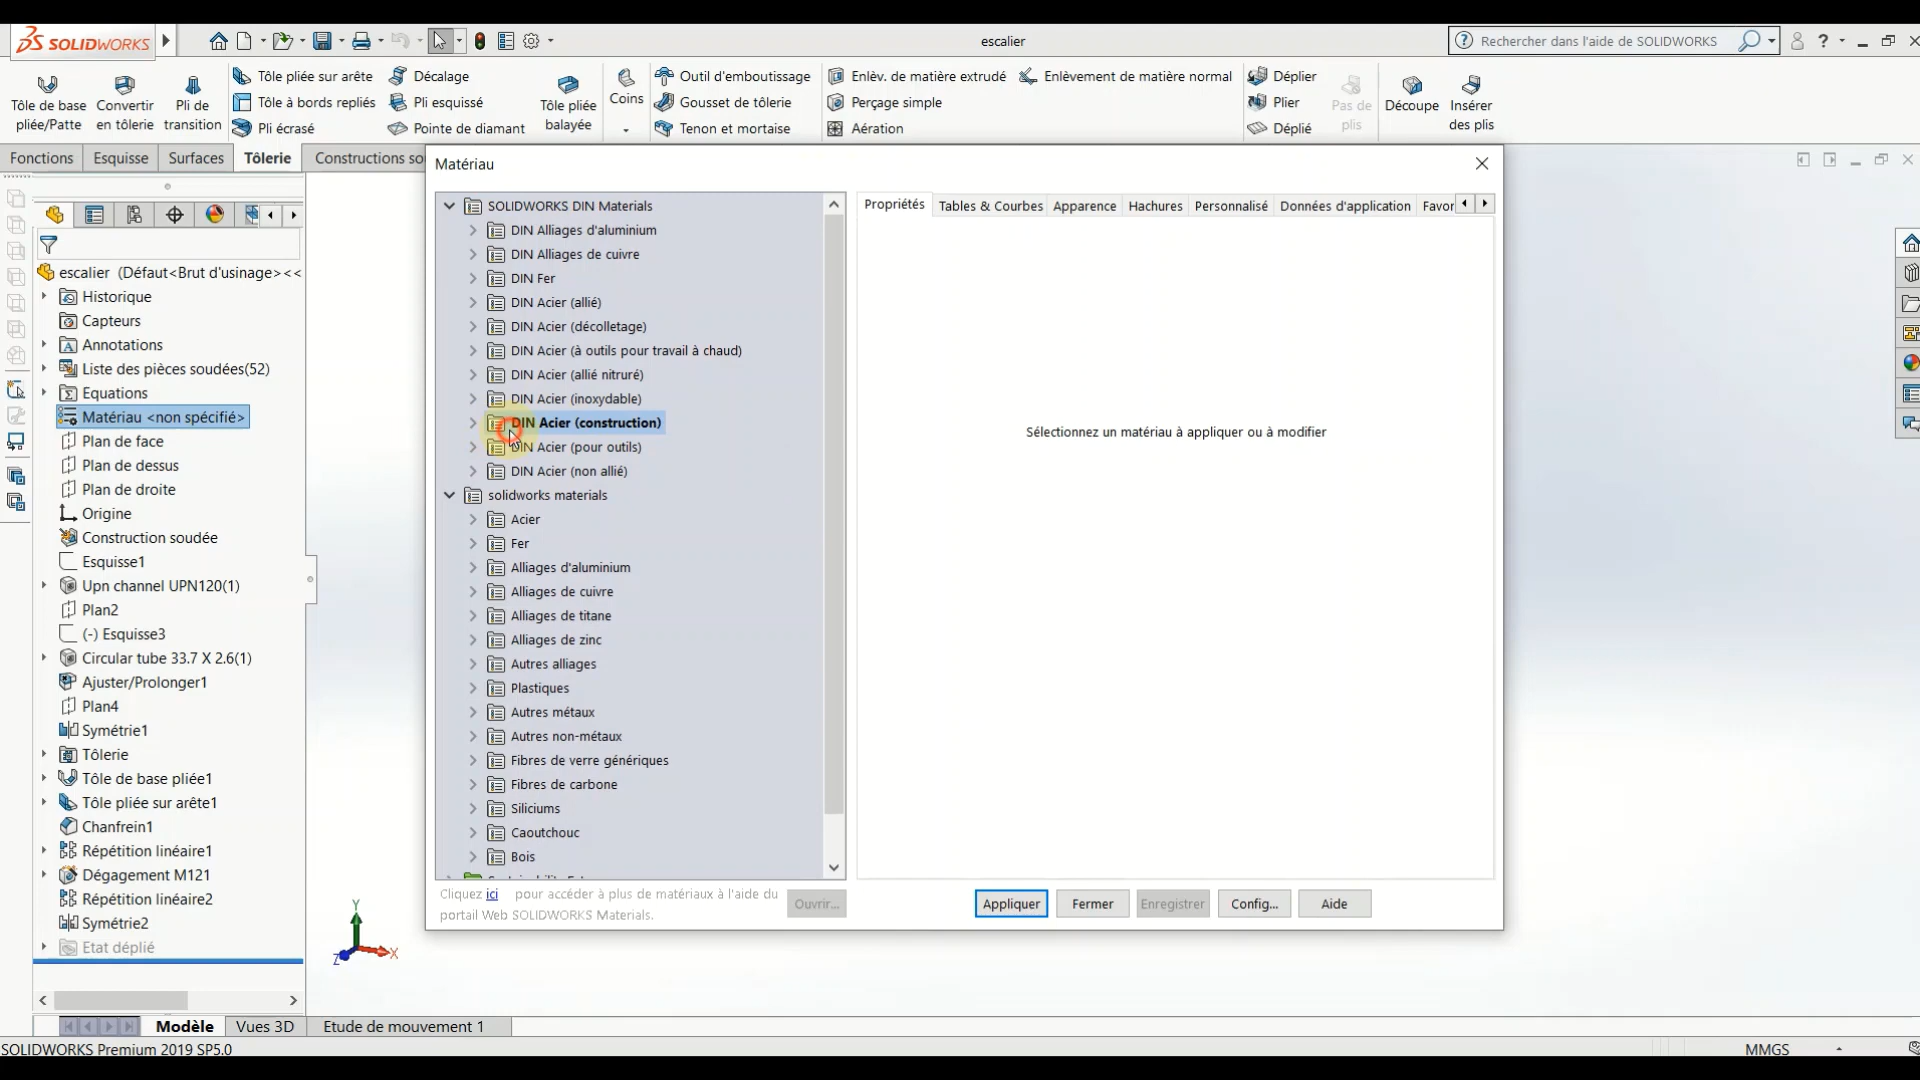 SOLIDWORKS
escalier
Rechercher dans l'aide de SOLIDWORKS
?
Tôle de base
pliée/Patte
Convertir
en tôlerie
Pli de
transition
Tôle pliée sur arête
Tôle à bords repliés
Pli écrasé
Décalage
Pli esquissé
Pointe de diamant
Tôle pliée
balayée
Coins
Outil d'emboutissage
Gousset de tôlerie
Tenon et mortaise
Enlèv. de matière extrudé
Perçage simple
Aération
Enlèvement de matière normal
Déplier
Plier
Déplié
Pas de
plis
Découpe
Insérer
des plis
Fonctions
Esquisse
Surfaces
Tôlerie
Constructions so
escalier (Défaut<Brut d'usinage><<
Historique
Capteurs
Annotations
Liste des pièces soudées(52)
Equations
Matériau <non spécifié>
Plan de face
Plan de dessus
Plan de droite
Origine
Construction soudée
Esquisse1
Upn channel UPN120(1)
Plan2
(-) Esquisse3
Circular tube 33.7 X 2.6(1)
Ajuster/Prolonger1
Plan4
Symétrie1
Tôlerie
Tôle de base pliée1
Tôle pliée sur arête1
Chanfrein1
Répétition linéaire1
Dégagement M121
Répétition linéaire2
Symétrie2
Etat déplié
Matériau
SOLIDWORKS DIN Materials
DIN Alliages d'aluminium
DIN Alliages de cuivre
DIN Fer
DIN Acier (allié)
DIN Acier (décolletage)
DIN Acier (à outils pour travail à chaud)
DIN Acier (allié nitruré)
DIN Acier (inoxydable)
DIN Acier (construction)
DIN Acier (pour outils)
DIN Acier (non allié)
solidworks materials
Acier
Fer
Alliages d'aluminium
Alliages de cuivre
Alliages de titane
Alliages de zinc
Autres alliages
Plastiques
Autres métaux
Autres non-métaux
Fibres de verre génériques
Fibres de carbone
Siliciums
Caoutchouc
Bois
Cliquez ici pour accéder à plus de matériaux à l'aide du
portail Web SOLIDWORKS Materials.
Ouvrir...
Propriétés
Tables & Courbes
Apparence
Hachures
Personnalisé
Données d'application
Favor
Sélectionnez un matériau à appliquer ou à modifier
Appliquer
Fermer
Enregistrer
Config...
Aide
Y
X
Z
Modèle
Vues 3D
Etude de mouvement 1
SOLIDWORKS Premium 2019 SP5.0
MMGS